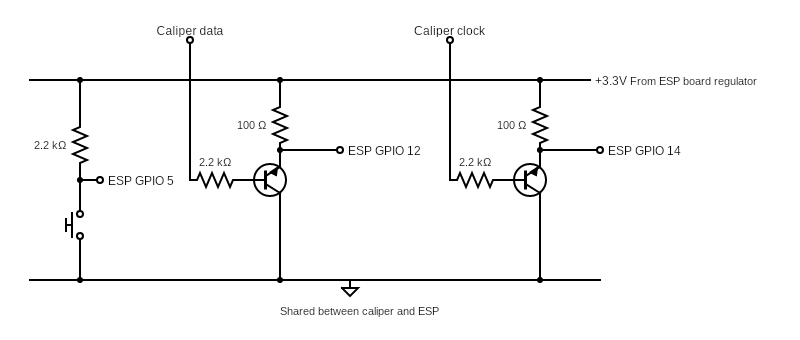 Caliper data
Caliper clock
+3.3V From ESP board regulator
100 Ω
100 Ω
2.2 kΩ
ESP GPIO 12
ESP GPIO 14
2.2 kΩ
2.2 kΩ
ESP GPIO 5
Shared between caliper and ESP